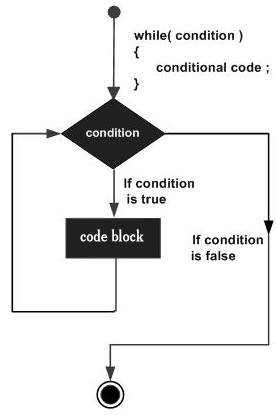 while( condition )
{
conditional code ;
}
condition
If condition
is true
code block
If condition
is false